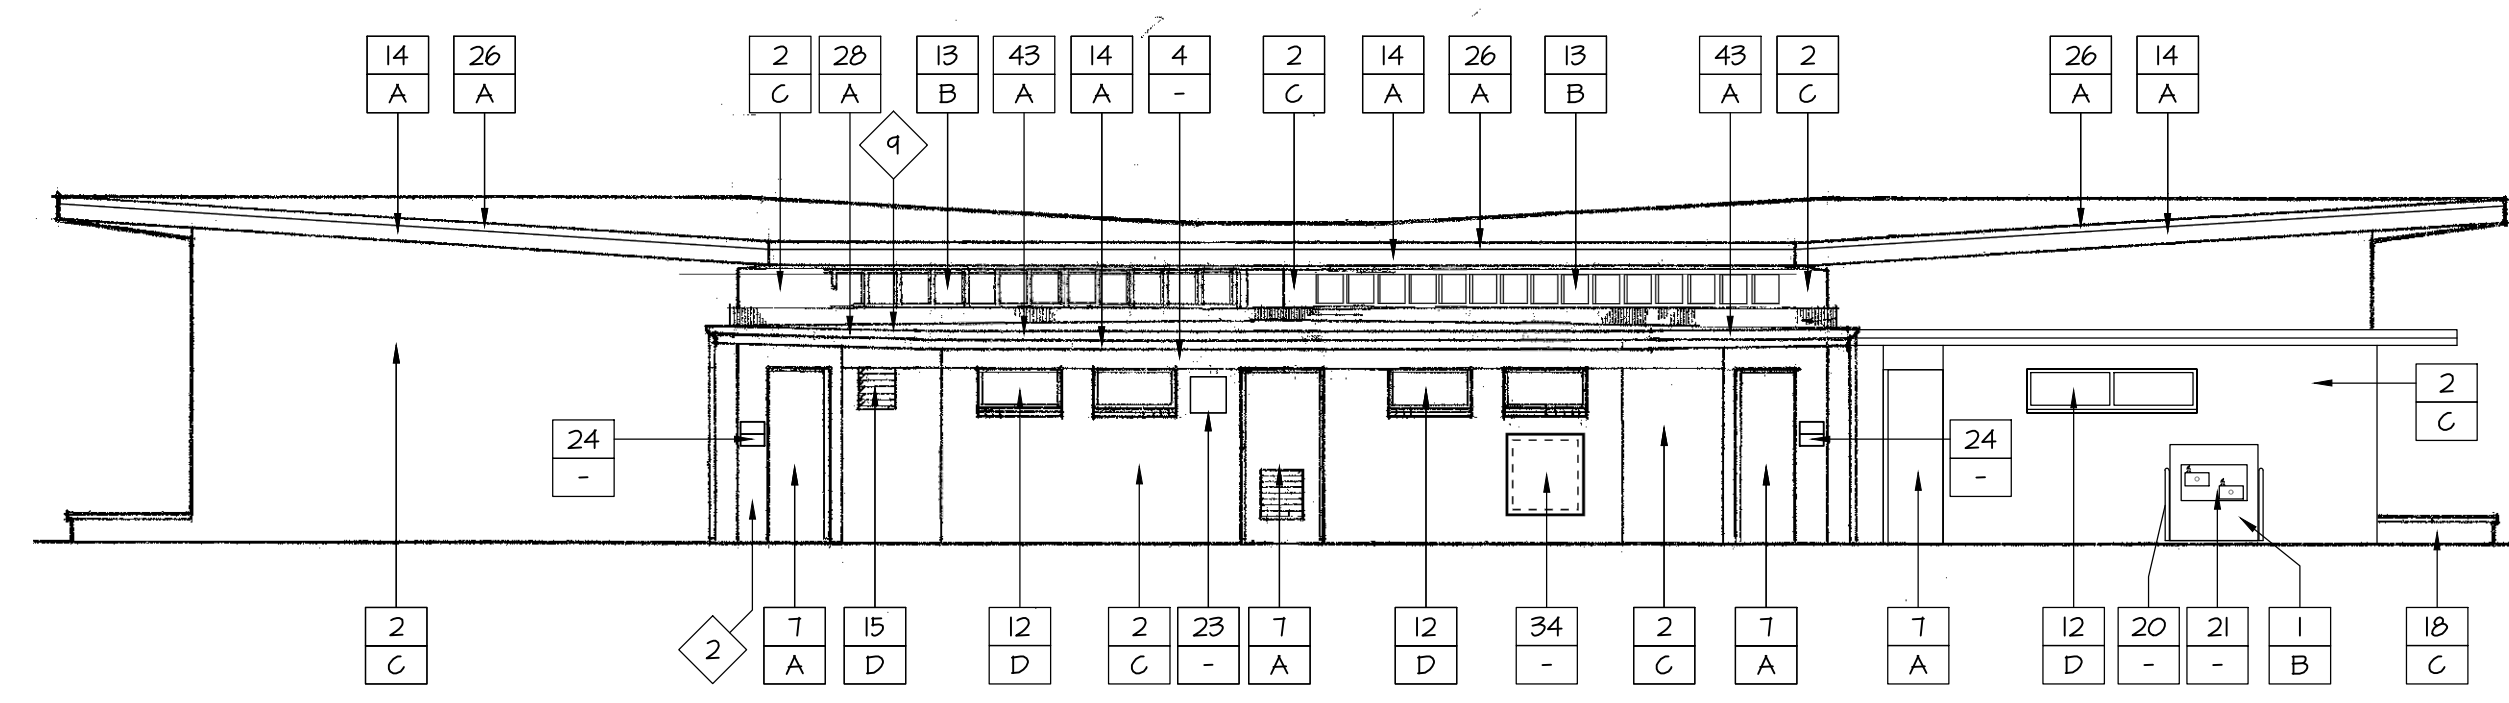 14 26 2 28 13 43 14 4 2 14 26 13 43 2 26 14
A A C A B A A - C A A B A C A A
9
2
C
24 24
- -
2 7 15 12 2 23 7 12 34 2 7 7 12 20 21 1 18
C A D D C - A D - C A A D - - B C
2